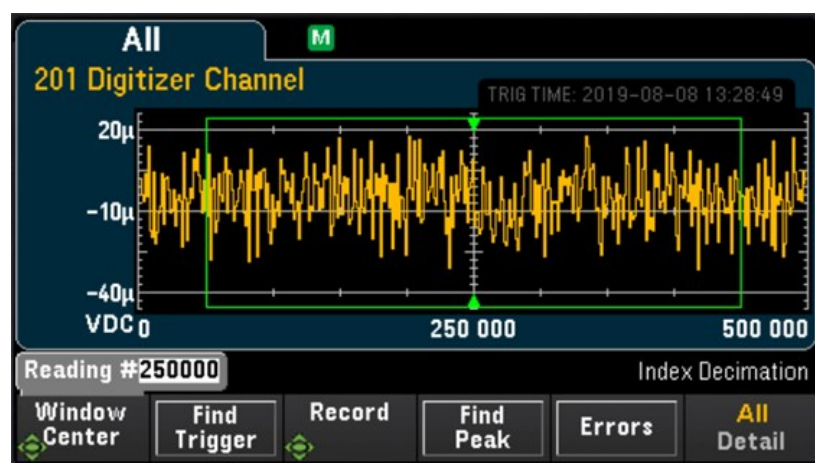 All
M
201 Digitizer Channel
TRIG TIME: 2019-08-08 13:28:49
20µ
-10µ
-40µ
VDC 0 250 000 500 000
Reading #250000 Index Decimation
Window Center
Find Trigger
Record
Find Peak
Errors
All Detail